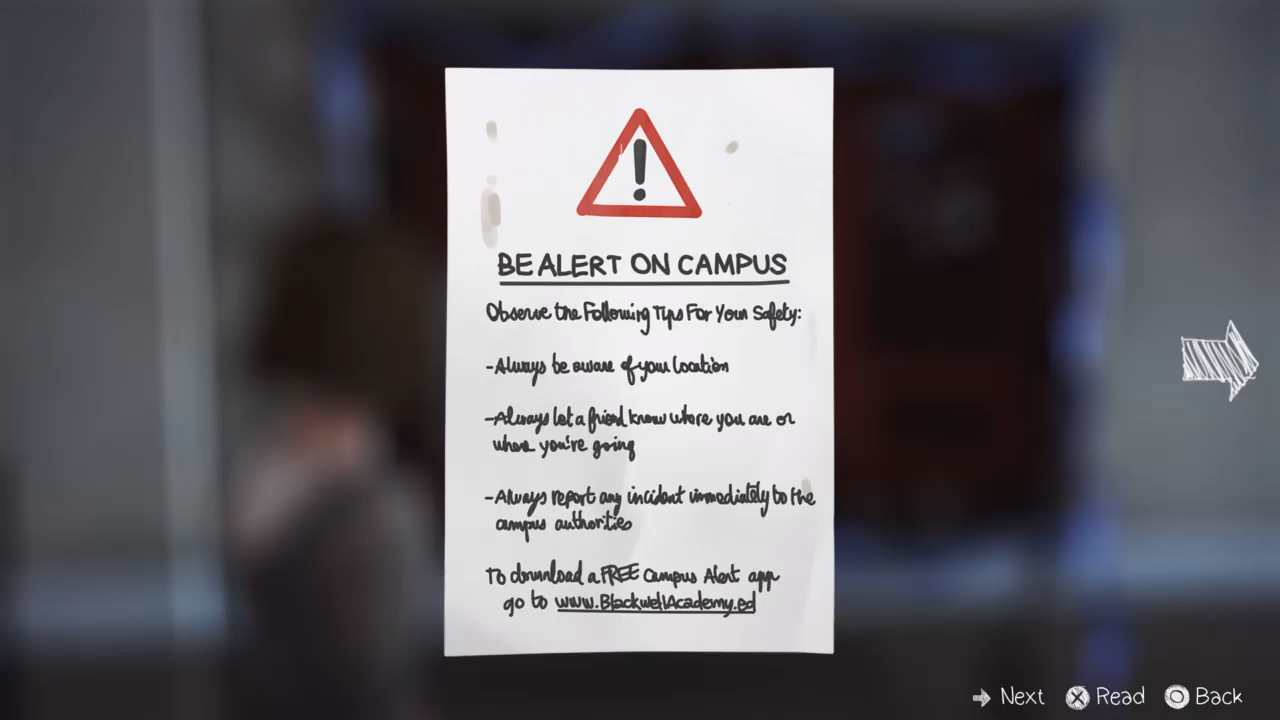 !
BE ALERT ON CAMPUS
Observe the Following Tips For Your Safety:
-Always be aware of your location
-Always let a friend know where you are or
where you're going
-Always report any incident immediately to the
campus authorities
To download a FREE Campus Alert app
go to www.BlackwellAcademy.ed
Next Read Back